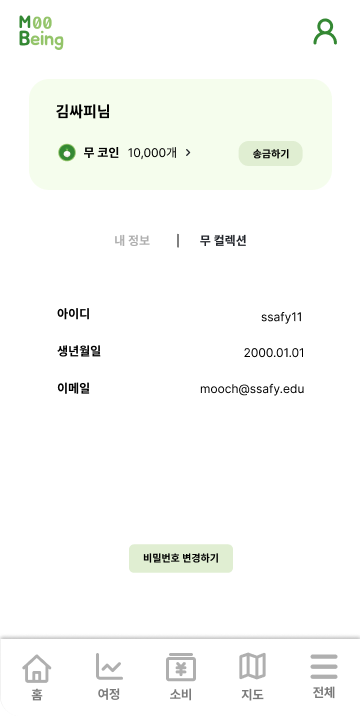 M00
Being
김싸피님
무 코인 10,000개 >
송금하기
내 정보 | 무 컬렉션
아이디 ssafy11
생년월일 2000.01.01
이메일 mooch@ssafy.edu
비밀번호 변경하기
홈 여정 소비 지도 전체